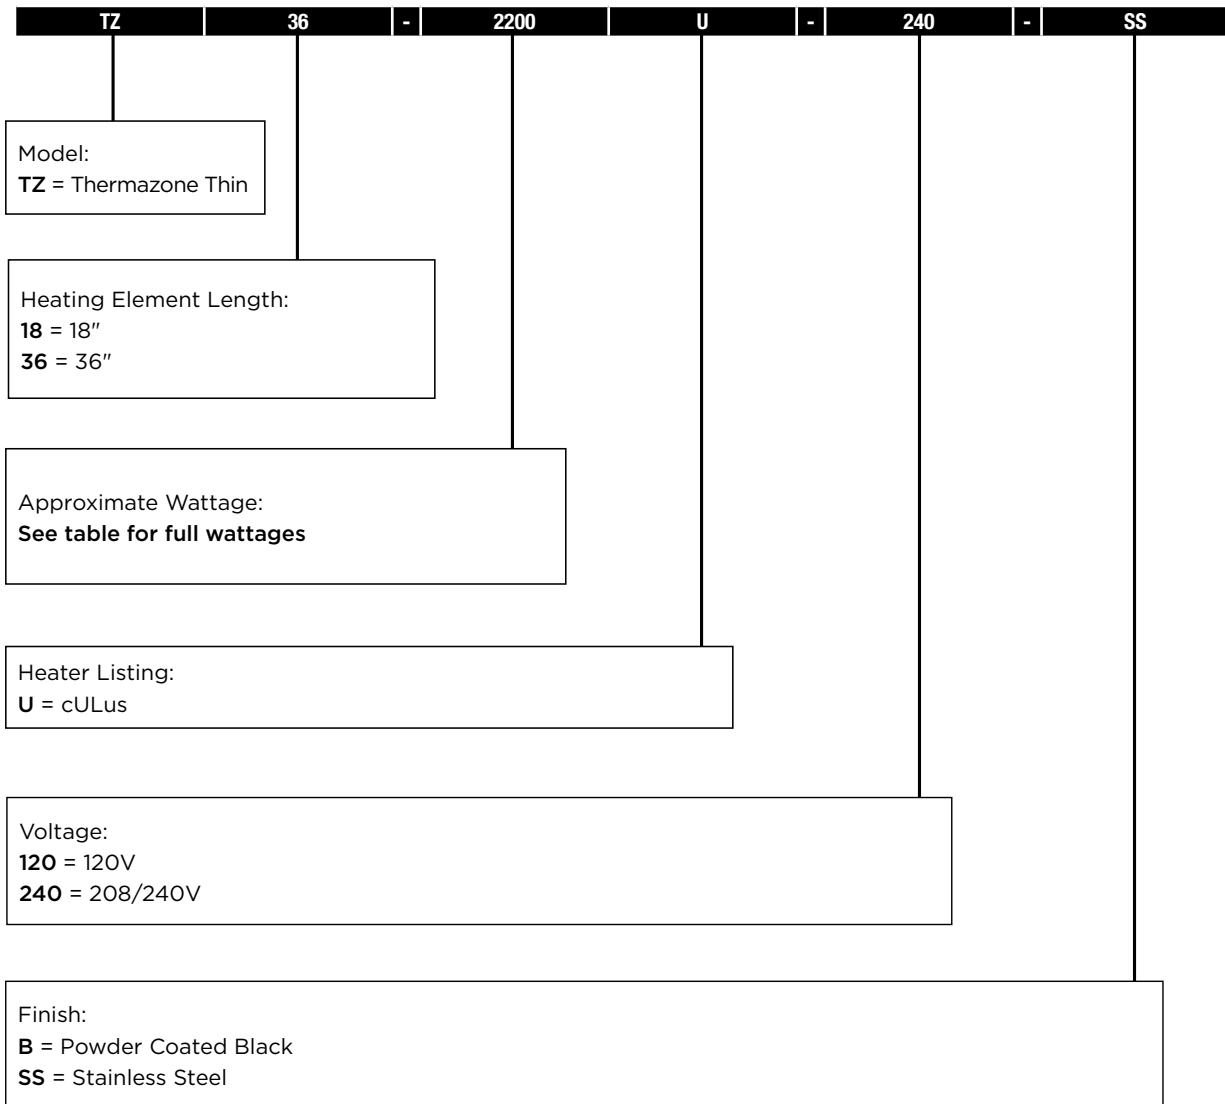 TZ 36 - 2200 U - 240 - SS
Model:
TZ = Thermazone Thin
Heating Element Length:
18 = 18"
36 = 36"
Approximate Wattage:
See table for full wattages
Heater Listing:
U = cULus
Voltage:
120 = 120V
240 = 208/240V
Finish:
B = Powder Coated Black
SS = Stainless Steel